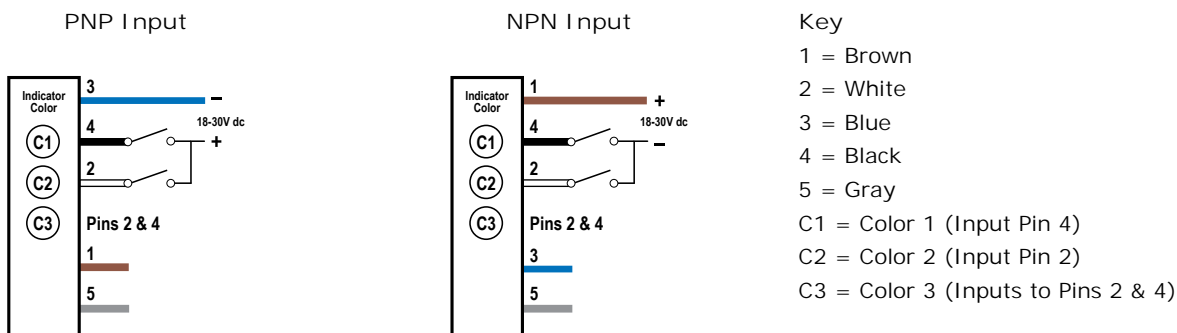 PNP Input
Indicator
Color
3
–
4
18-30V dc
+
C1
2
C2
C3
Pins 2 & 4
1
5
NPN Input
Indicator
Color
1
+
4
18-30V dc
–
C1
2
C2
C3
Pins 2 & 4
3
5
Key
1 = Brown
2 = White
3 = Blue
4 = Black
5 = Gray
C1 = Color 1 (Input Pin 4)
C2 = Color 2 (Input Pin 2)
C3 = Color 3 (Inputs to Pins 2 & 4)